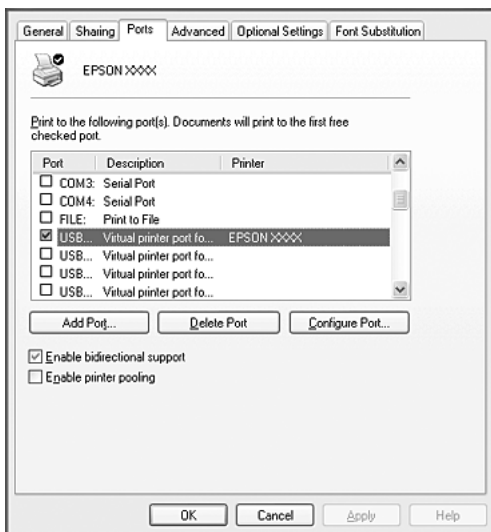 General Sharing Ports Advanced Optional Settings Font Substitution
EPSON XXXX
Print to the following port(s). Documents will print to the first free
checked port.
Port Description Printer
COM3: Serial Port
COM4: Serial Port
FILE: Print to File
USB... Virtual printer port fo... EPSON XXXX
USB... Virtual printer port fo...
USB... Virtual printer port fo...
USB... Virtual printer port fo...
Add Port... Delete Port Configure Port...
Enable bidirectional support
Enable printer pooling
OK Cancel Apply Help